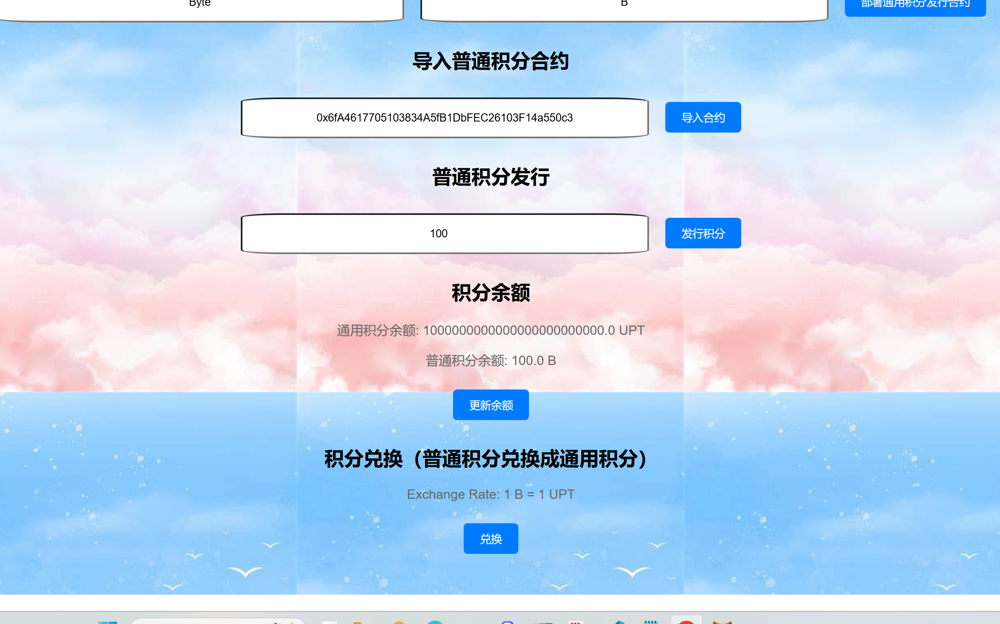 Byte
B
部署通用积分发行合约
导入普通积分合约
0x6fA4617705103834A5fB1DbFEC26103F14a550c3
导入合约
普通积分发行
100
发行积分
积分余额
通用积分余额: 1000000000000000000000000.0 UPT
普通积分余额: 100.0 B
更新余额
积分兑换（普通积分兑换成通用积分）
Exchange Rate: 1 B = 1 UPT
兑换